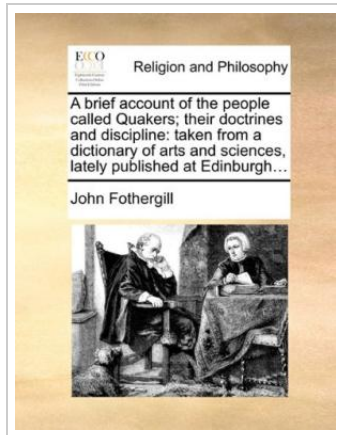 ECCO
Religion and Philosophy
A brief account of the people
called Quakers; their doctrines
and discipline: taken from a
dictionary of arts and sciences,
lately published at Edinburgh...
John Fothergill